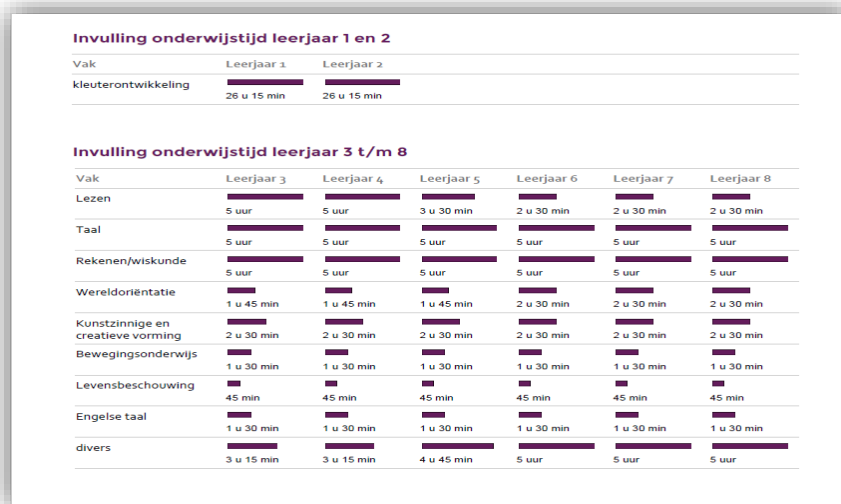 Invulling onderwijstijd leerjaar 1 en 2
Vak Leerjaar 1 Leerjaar 2
kleuterontwikkeling
26 u 15 min 26 u 15 min
Invulling onderwijstijd leerjaar 3 t/m 8
Vak Leerjaar 3 Leerjaar 4 Leerjaar 5 Leerjaar 6 Leerjaar 7 Leerjaar 8
Lezen
5 uur 5 uur 3 u 30 min 2 u 30 min 2 u 30 min 2 u 30 min
Taal
5 uur 5 uur 5 uur 5 uur 5 uur 5 uur
Rekenen/wiskunde
5 uur 5 uur 5 uur 5 uur 5 uur 5 uur
Wereldoriëntatie
1 u 45 min 1 u 45 min 1 u 45 min 2 u 30 min 2 u 30 min 2 u 30 min
Kunstzinnige en
creatieve vorming 2 u 30 min 2 u 30 min 2 u 30 min 2 u 30 min 2 u 30 min 2 u 30 min
Bewegingsonderwijs
1 u 30 min 1 u 30 min 1 u 30 min 1 u 30 min 1 u 30 min 1 u 30 min
Levensbeschouwing
45 min 45 min 45 min 45 min 45 min 45 min
Engelse taal
1 u 30 min 1 u 30 min 1 u 30 min 1 u 30 min 1 u 30 min 1 u 30 min
divers
3 u 15 min 3 u 15 min 4 u 45 min 5 uur 5 uur 5 uur